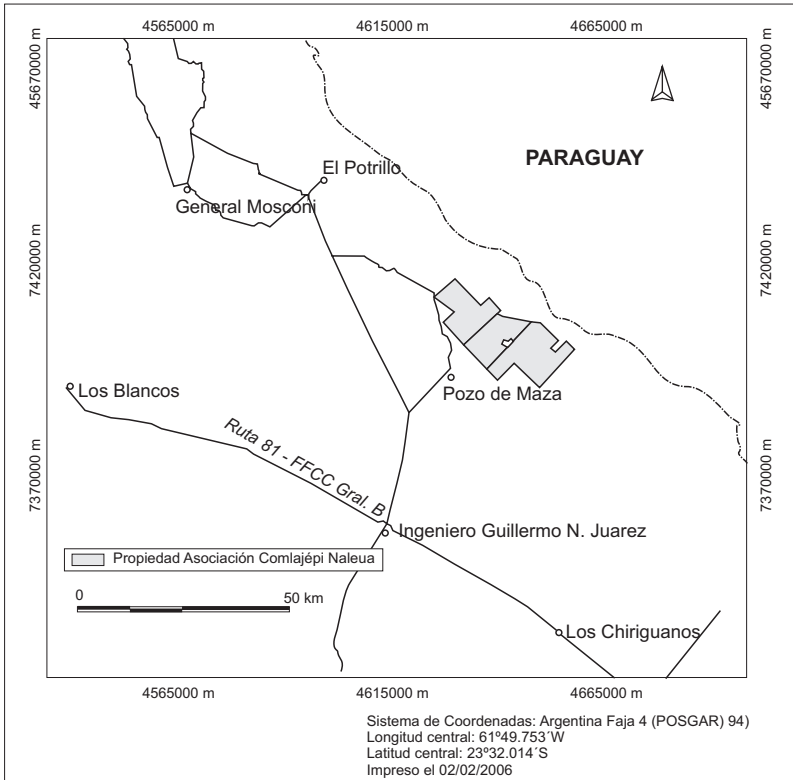 4565000 m
4615000 m
4665000 m
45670000 m
45670000 m
PARAGUAY
El Potrillo
General Mosconi
7420000 m
7420000 m
Los Blancos
Pozo de Maza
Ruta 81 - FFCC Gral. B
7370000 m
7370000 m
Ingeniero Guillermo N. Juarez
Propiedad Asociación Comlajépi Naleua
0
50 km
Los Chiriguanos
4565000 m
4615000 m
4665000 m
Sistema de Coordenadas: Argentina Faja 4 (POSGAR) 94)
Longitud central: 61º49.753´W
Latitud central: 23º32.014´S
Impreso el 02/02/2006